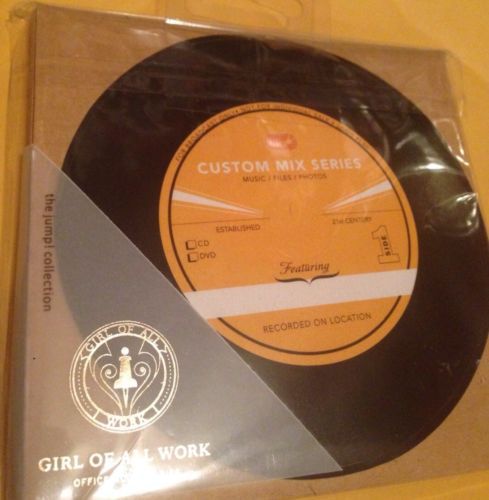 CUSTOM MIX SERIES
MUSIC / FILES / PHOTOS
ESTABLISHED
21st CENTURY
CD
DVD
SIDE
1
Featuring
RECORDED ON LOCATION
the jump! collection
GIRL OF ALL
WORK
GIRL OF ALL WORK